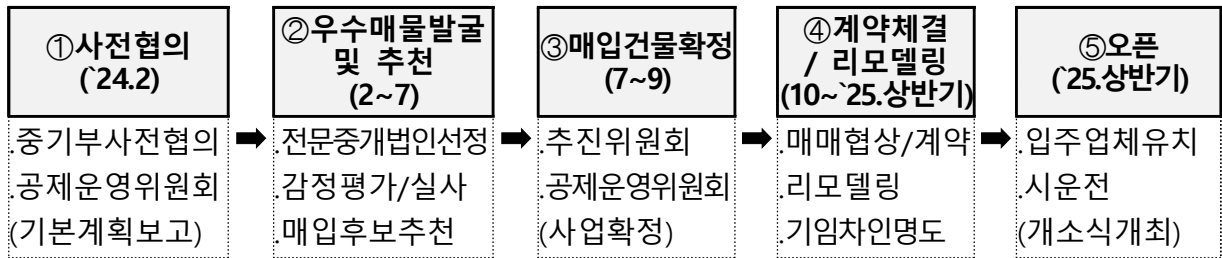 ①사전협의
(`24.2)
.중기부사전협의
.공제운영위원회
(기본계획보고)
➡
②우수매물발굴
및 추천
(2~7)
.전문중개법인선정
.감정평가/실사
.매입후보추천
➡
③매입건물확정
(7~9)
.추진위원회
.공제운영위원회
(사업확정)
➡
④계약체결
/ 리모델링
(10~`25.상반기)
.매매협상/계약
.리모델링
.기임차인명도
➡
⑤오픈
(`25.상반기)
.입주업체유치
.시운전
(개소식개최)